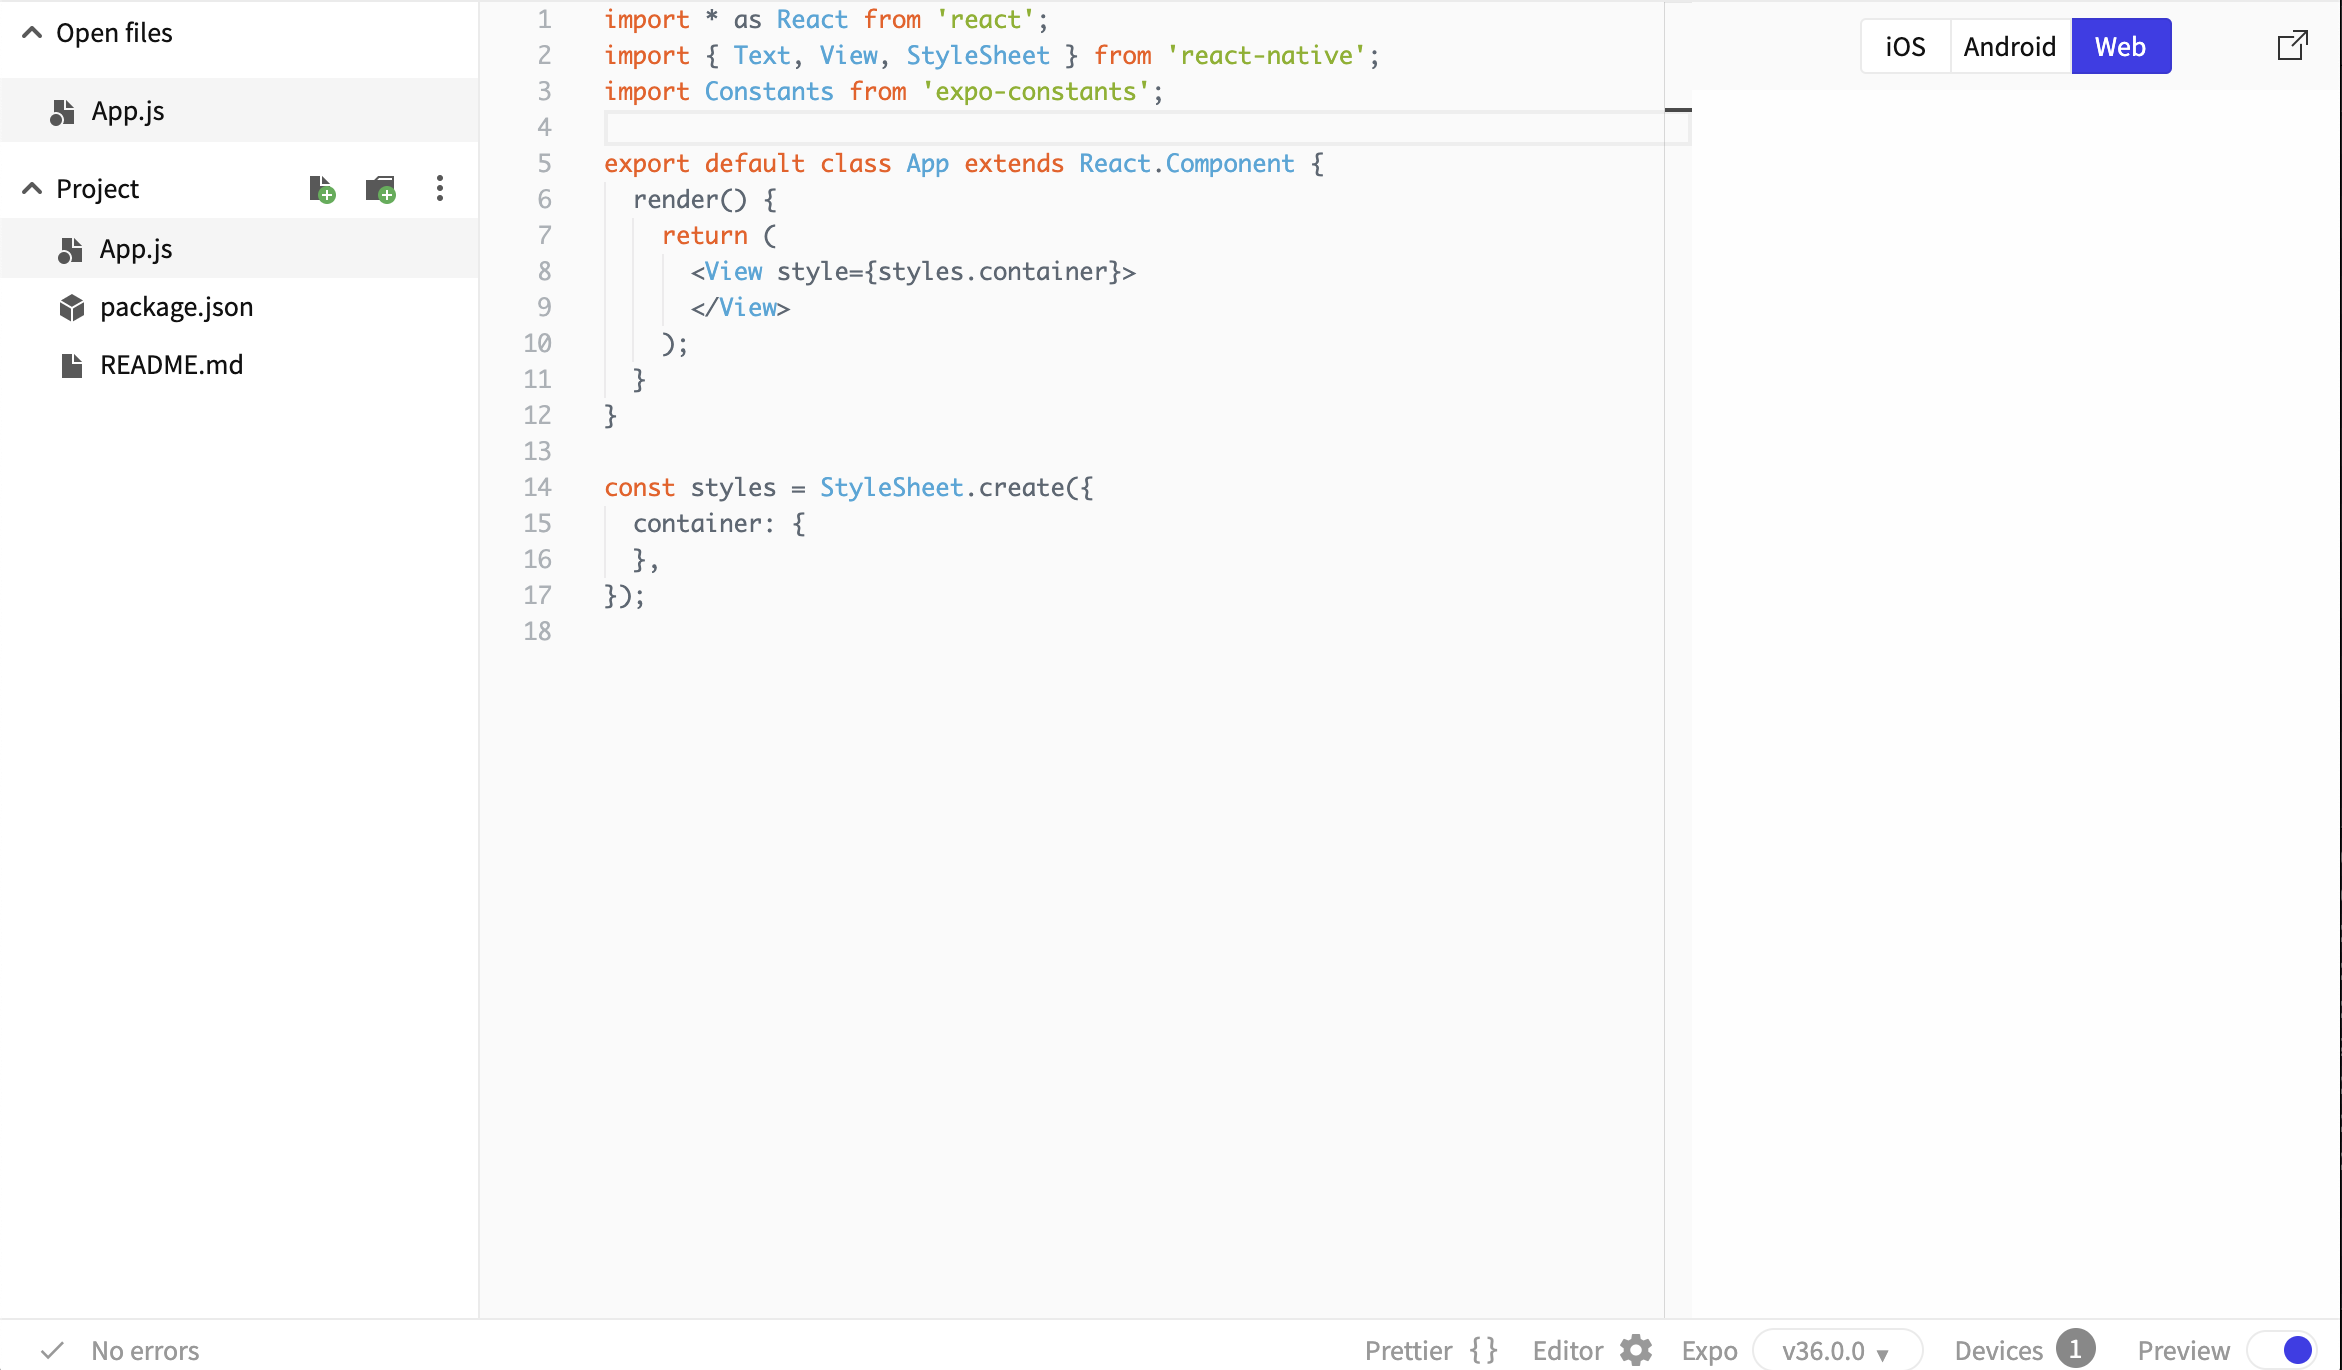 Open files
App.js
Project
App.js
package.json
README.md
1 import * as React from 'react';
2 import { Text, View, StyleSheet } from 'react-native';
3 import Constants from 'expo-constants';
4
5 export default class App extends React.Component {
6   render() {
7     return (
8       <View style={styles.container}>
9       </View>
10     );
11   }
12 }
13
14 const styles = StyleSheet.create({
15   container: {
16   },
17 });
18
iOS Android Web
No errors
Prettier {} Editor Expo v36.0.0 Devices 1 Preview